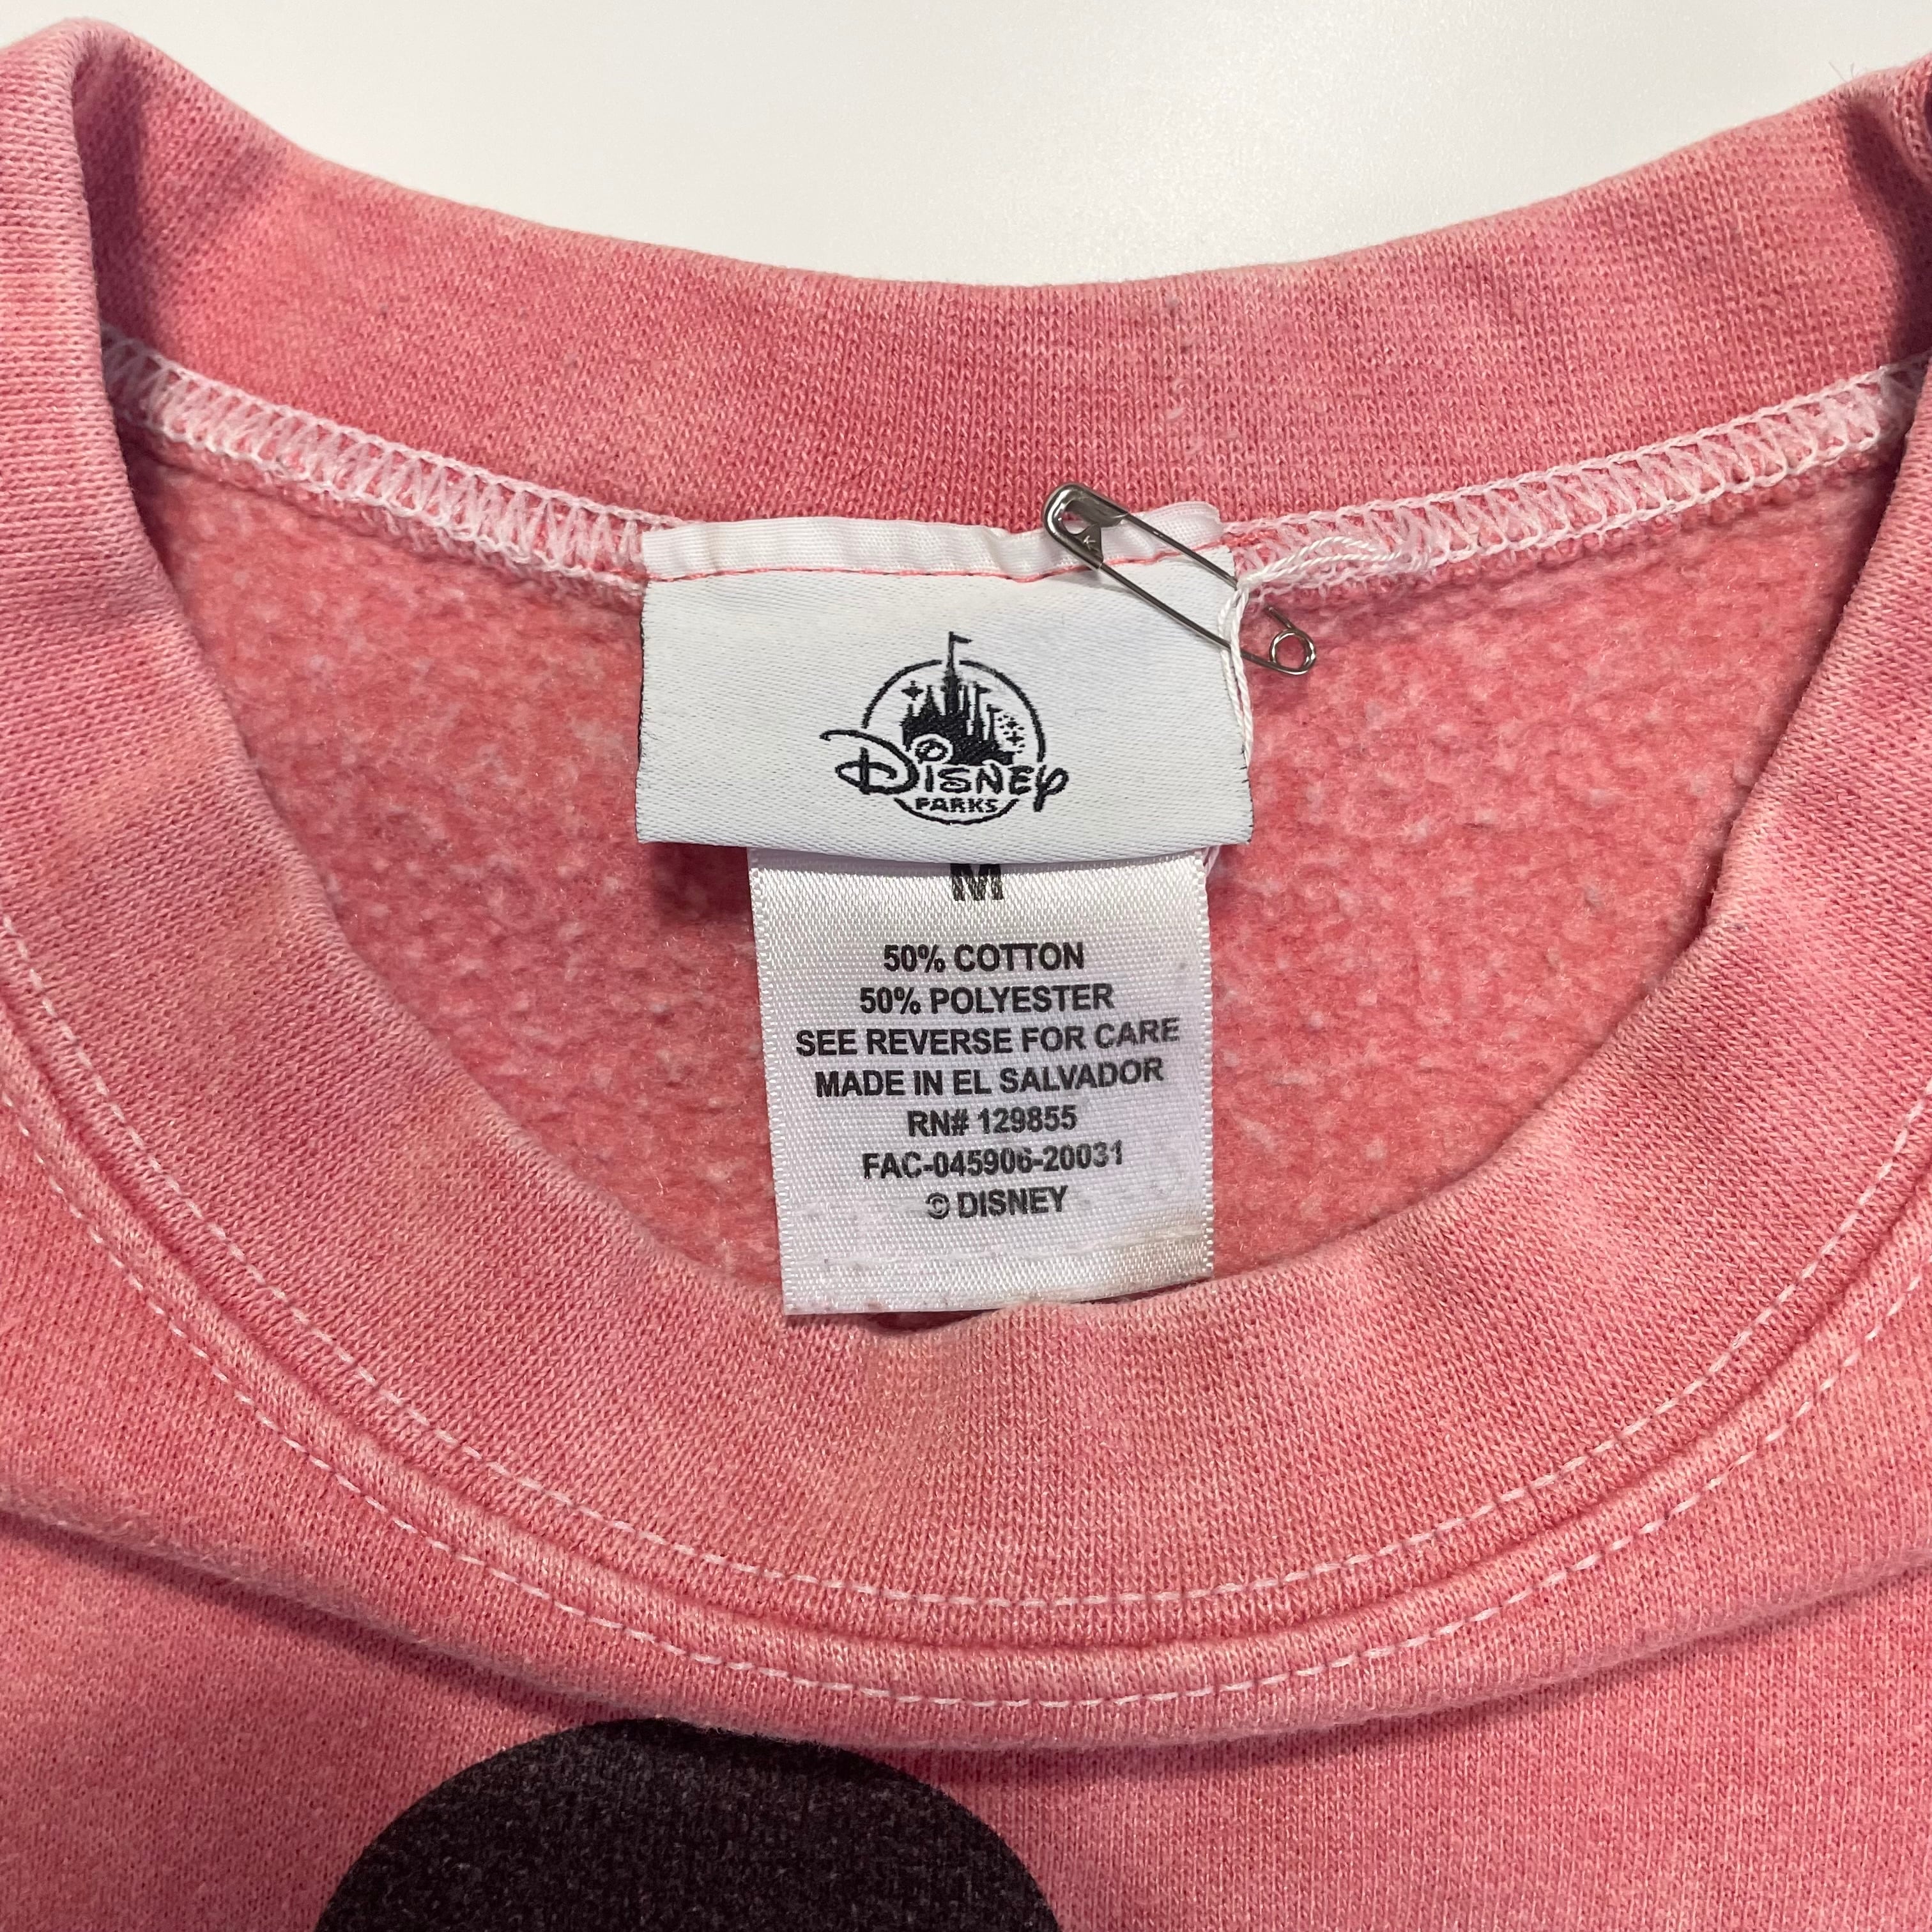 Disney
PARKS
M
50% COTTON
50% POLYESTER
SEE REVERSE FOR CARE
MADE IN EL SALVADOR
RN# 129855
FAC-045906-20031
© DISNEY